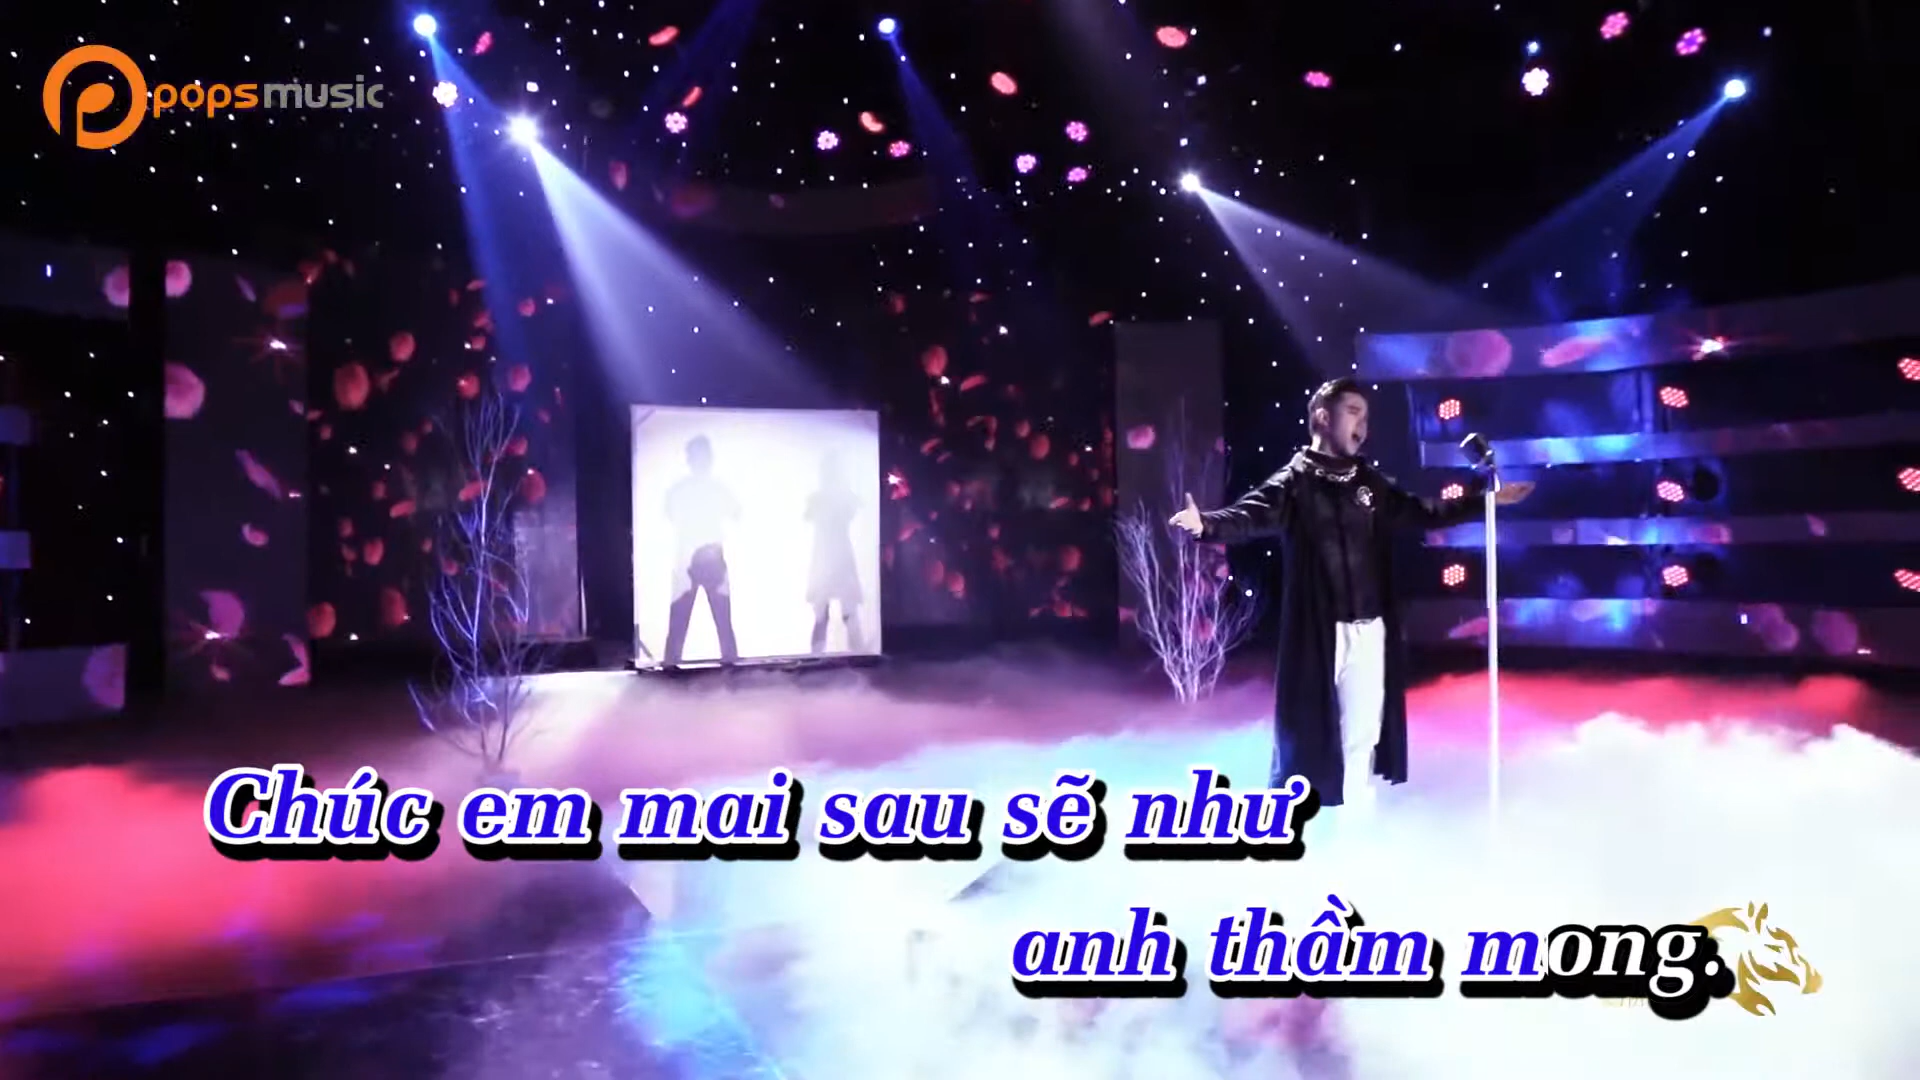 popsmusic
Chúc em mai sau sẽ như
anh thầm mong.